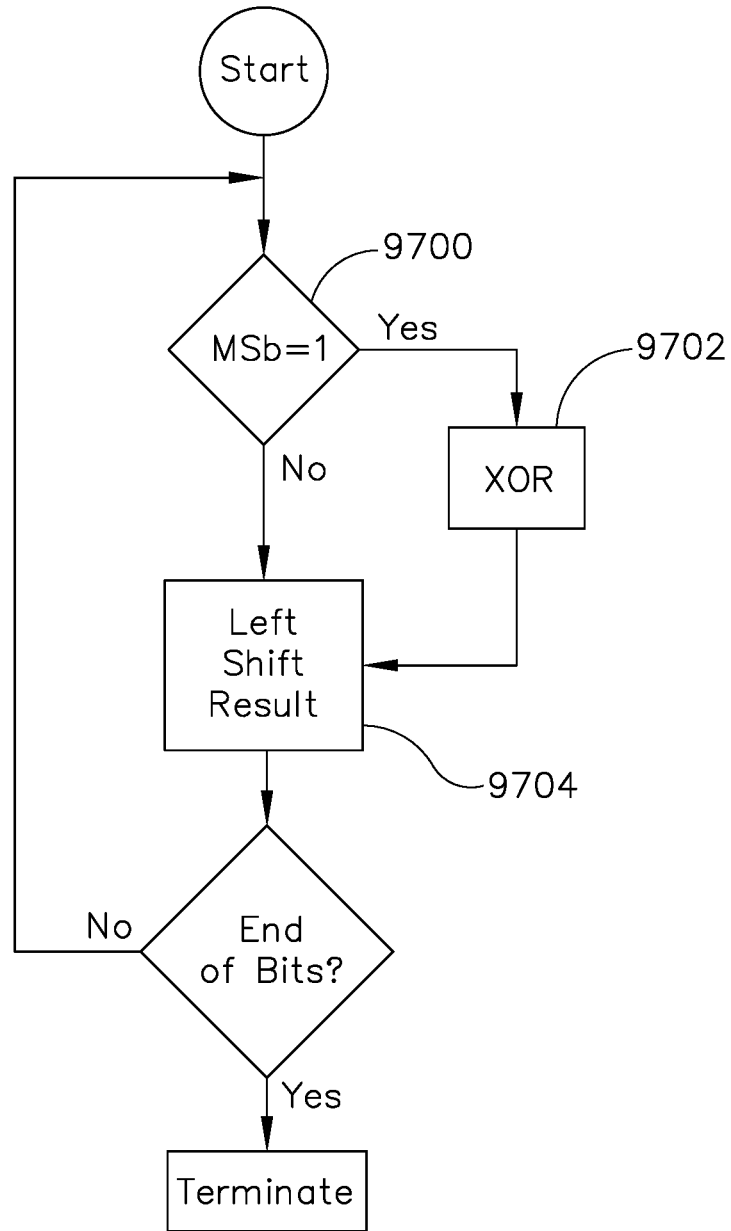 Start
9700
MSb=1
Yes
9702
No
XOR
Left
Shift
Result
9704
No
End
of Bits?
Yes
Terminate